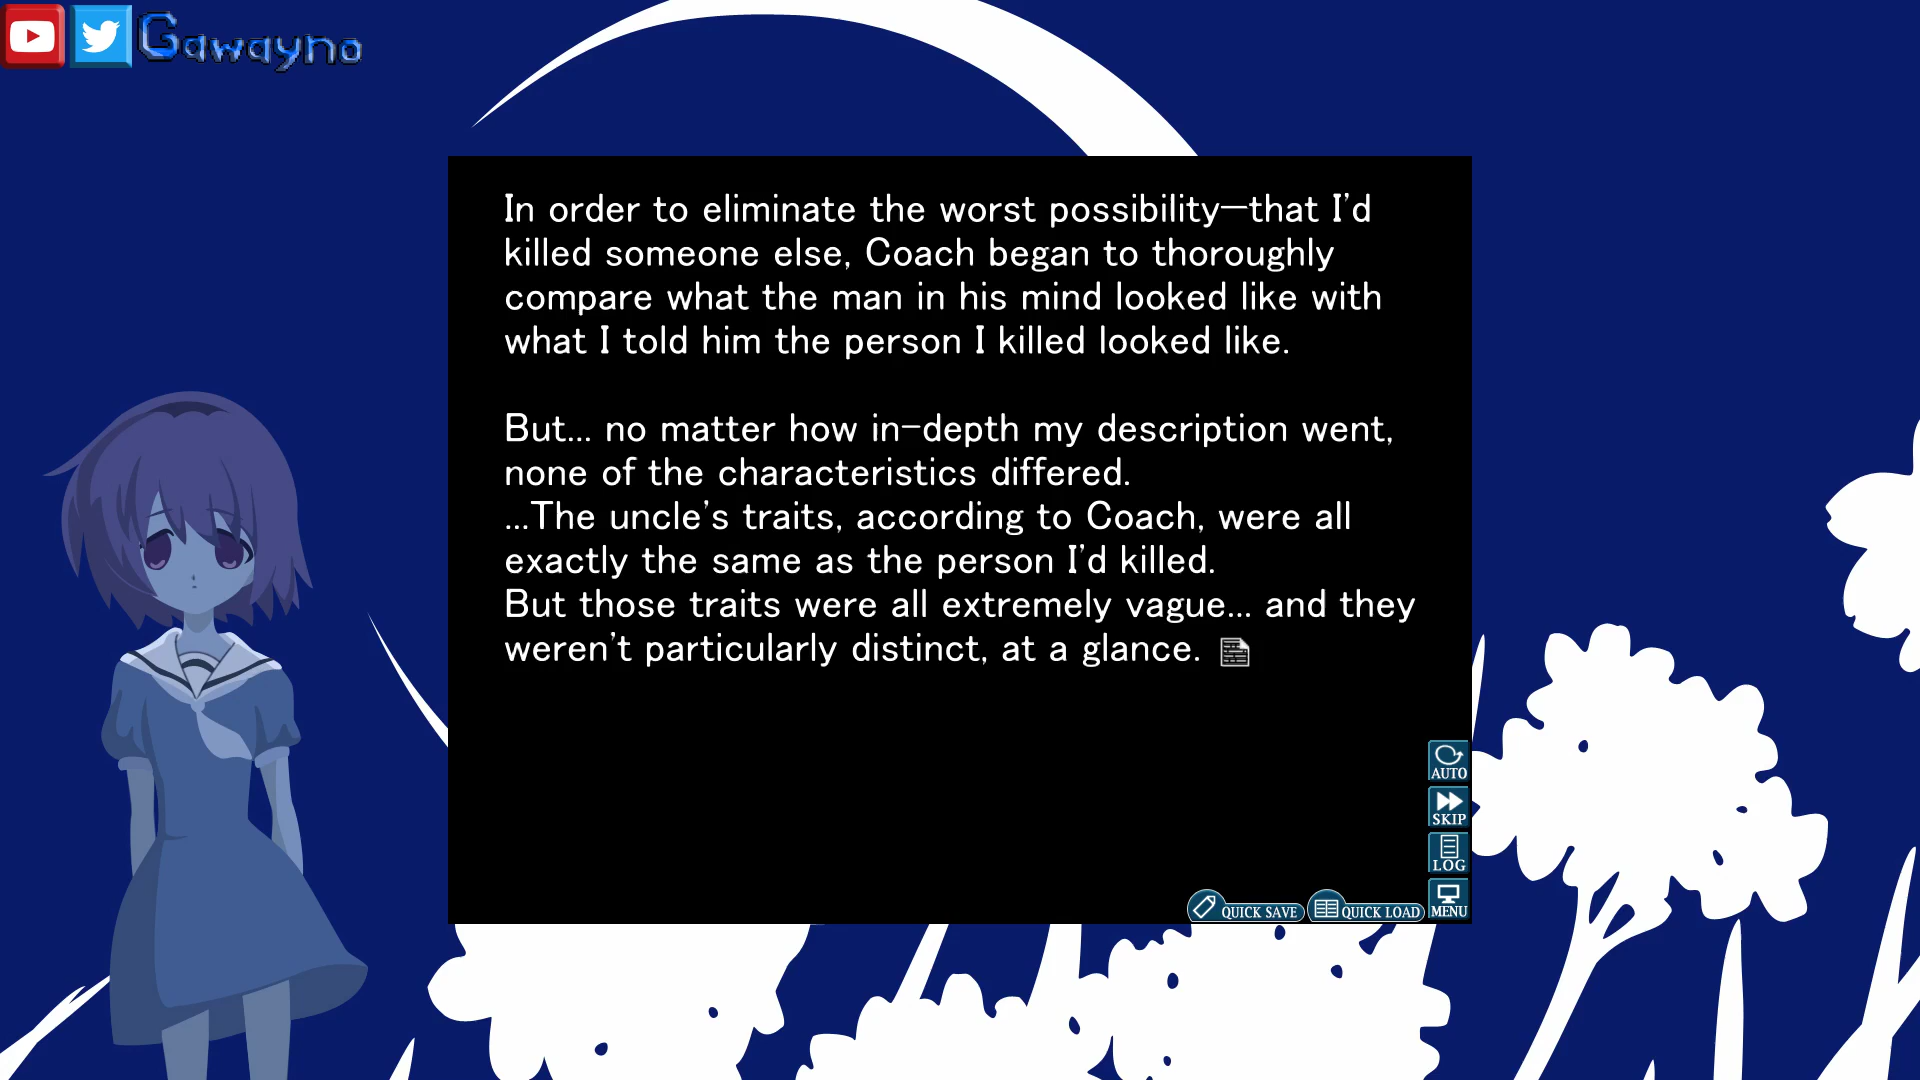 Gawayno
In order to eliminate the worst possibility—that I'd
killed someone else, Coach began to thoroughly
compare what the man in his mind looked like with
what I told him the person I killed looked like.
But... no matter how in-depth my description went,
none of the characteristics differed.
...The uncle's traits, according to Coach, were all
exactly the same as the person I'd killed.
But those traits were all extremely vague... and they
weren't particularly distinct, at a glance.
AUTO
SKIP
LOG
MENU
QUICK SAVE
QUICK LOAD